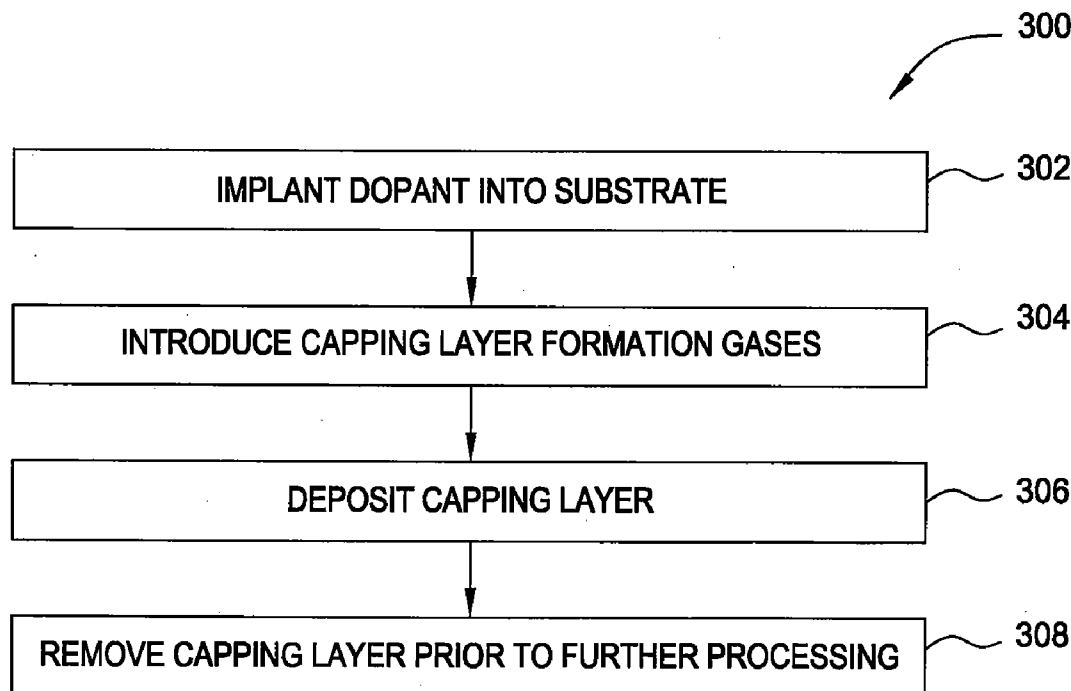 300
IMPLANT DOPANT INTO SUBSTRATE
302
INTRODUCE CAPPING LAYER FORMATION GASES
304
DEPOSIT CAPPING LAYER
306
REMOVE CAPPING LAYER PRIOR TO FURTHER PROCESSING
308